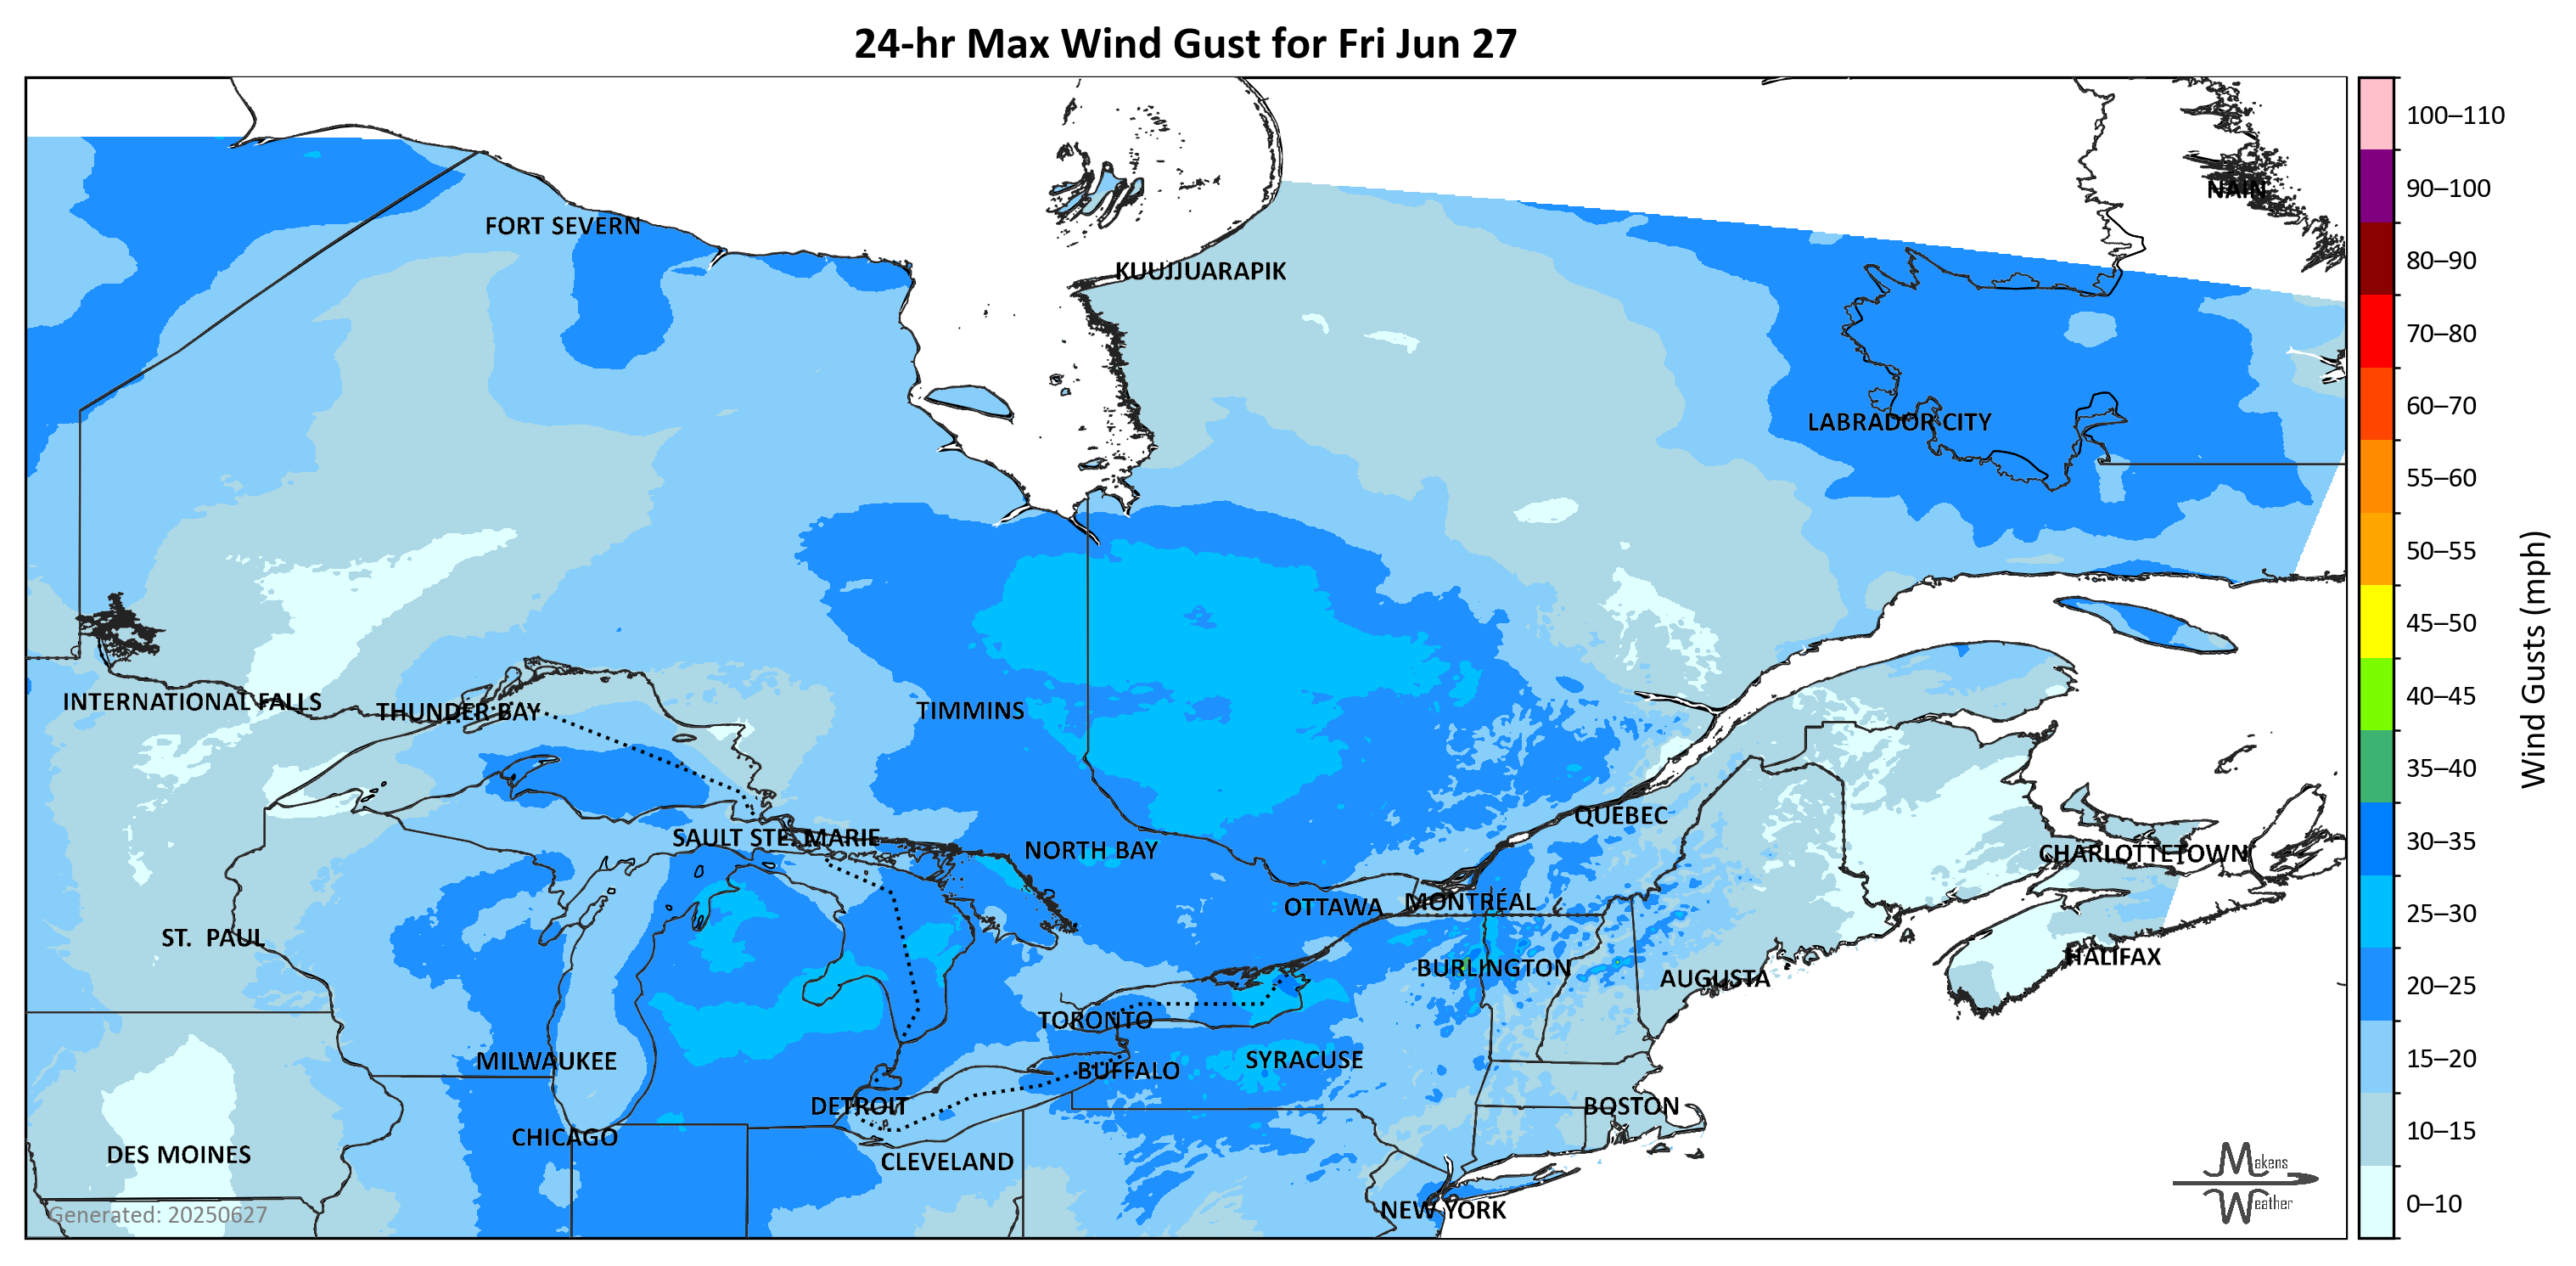 24-hr Max Wind Gust for Fri Jun 27
100–110
90–100
NAIN
FORT SEVERN
80–90
KUUJJUARAPIK
70–80
60–70
LABRADOR CITY
55–60
50–55
45–50
40–45
INTERNATIONAL FALLS
THUNDER BAY
TIMMINS
35–40
Wind Gusts (mph)
QUEBEC
SAULT STE. MARIE
30–35
NORTH BAY
CHARLOTTETOWN
OTTAWA
MONTRÉAL
25–30
ST. PAUL
HALIFAX
BURLINGTON
AUGUSTA
20–25
TORONTO
MILWAUKEE
SYRACUSE
15–20
BUFFALO
DETROIT
BOSTON
10–15
CHICAGO
DES MOINES
CLEVELAND
Makens
Weather
0–10
NEW YORK
Generated: 20250627